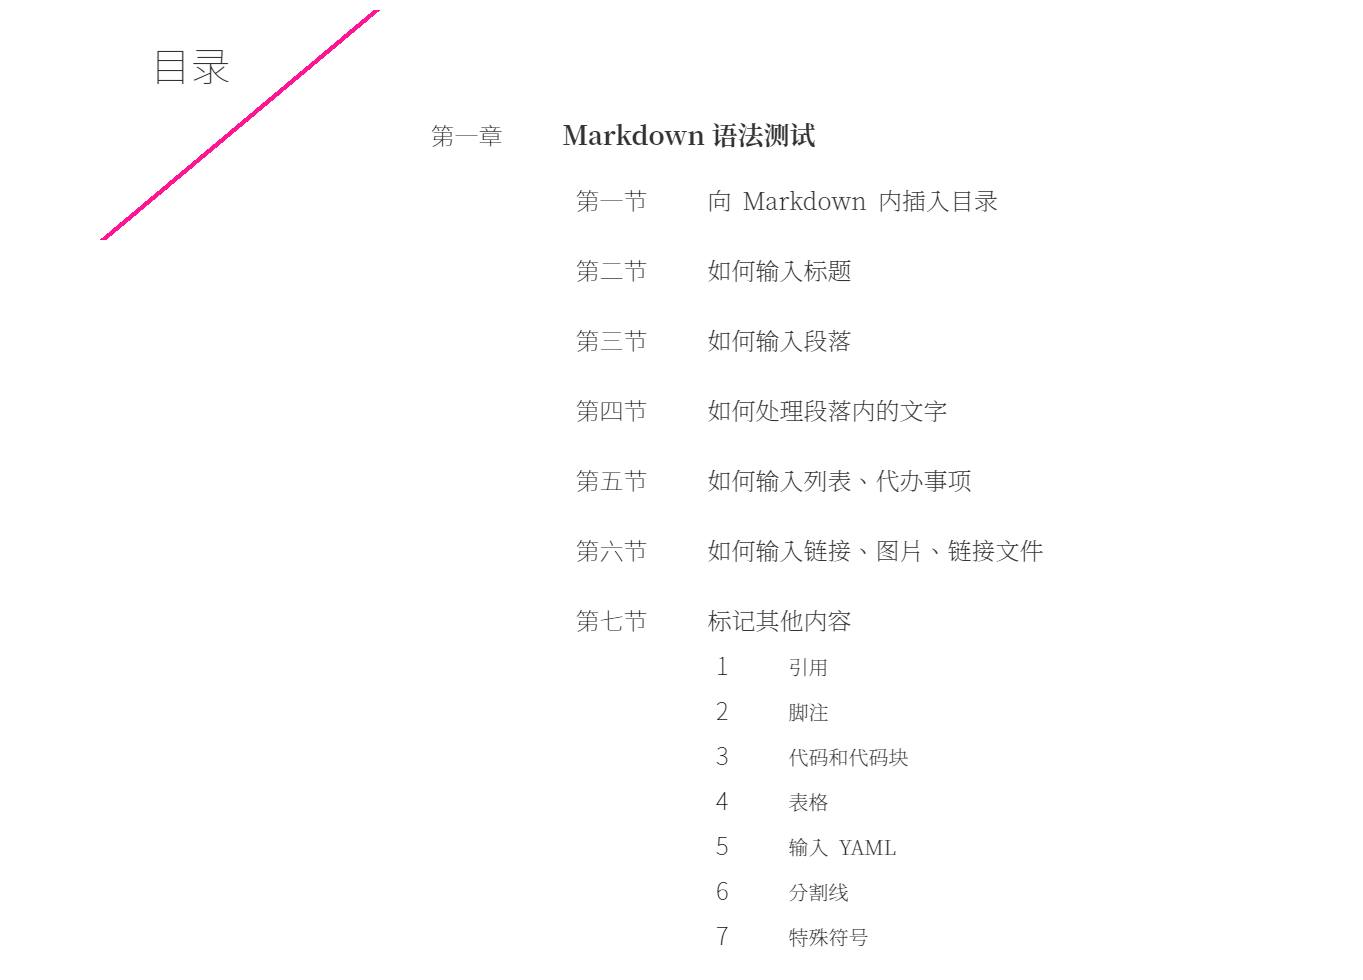 目录
第一章 Markdown 语法测试
第一节 向 Markdown 内插入目录
第二节 如何输入标题
第三节 如何输入段落
第四节 如何处理段落内的文字
第五节 如何输入列表、代办事项
第六节 如何输入链接、图片、链接文件
第七节 标记其他内容
1 引用
2 脚注
3 代码和代码块
4 表格
5 输入 YAML
6 分割线
7 特殊符号